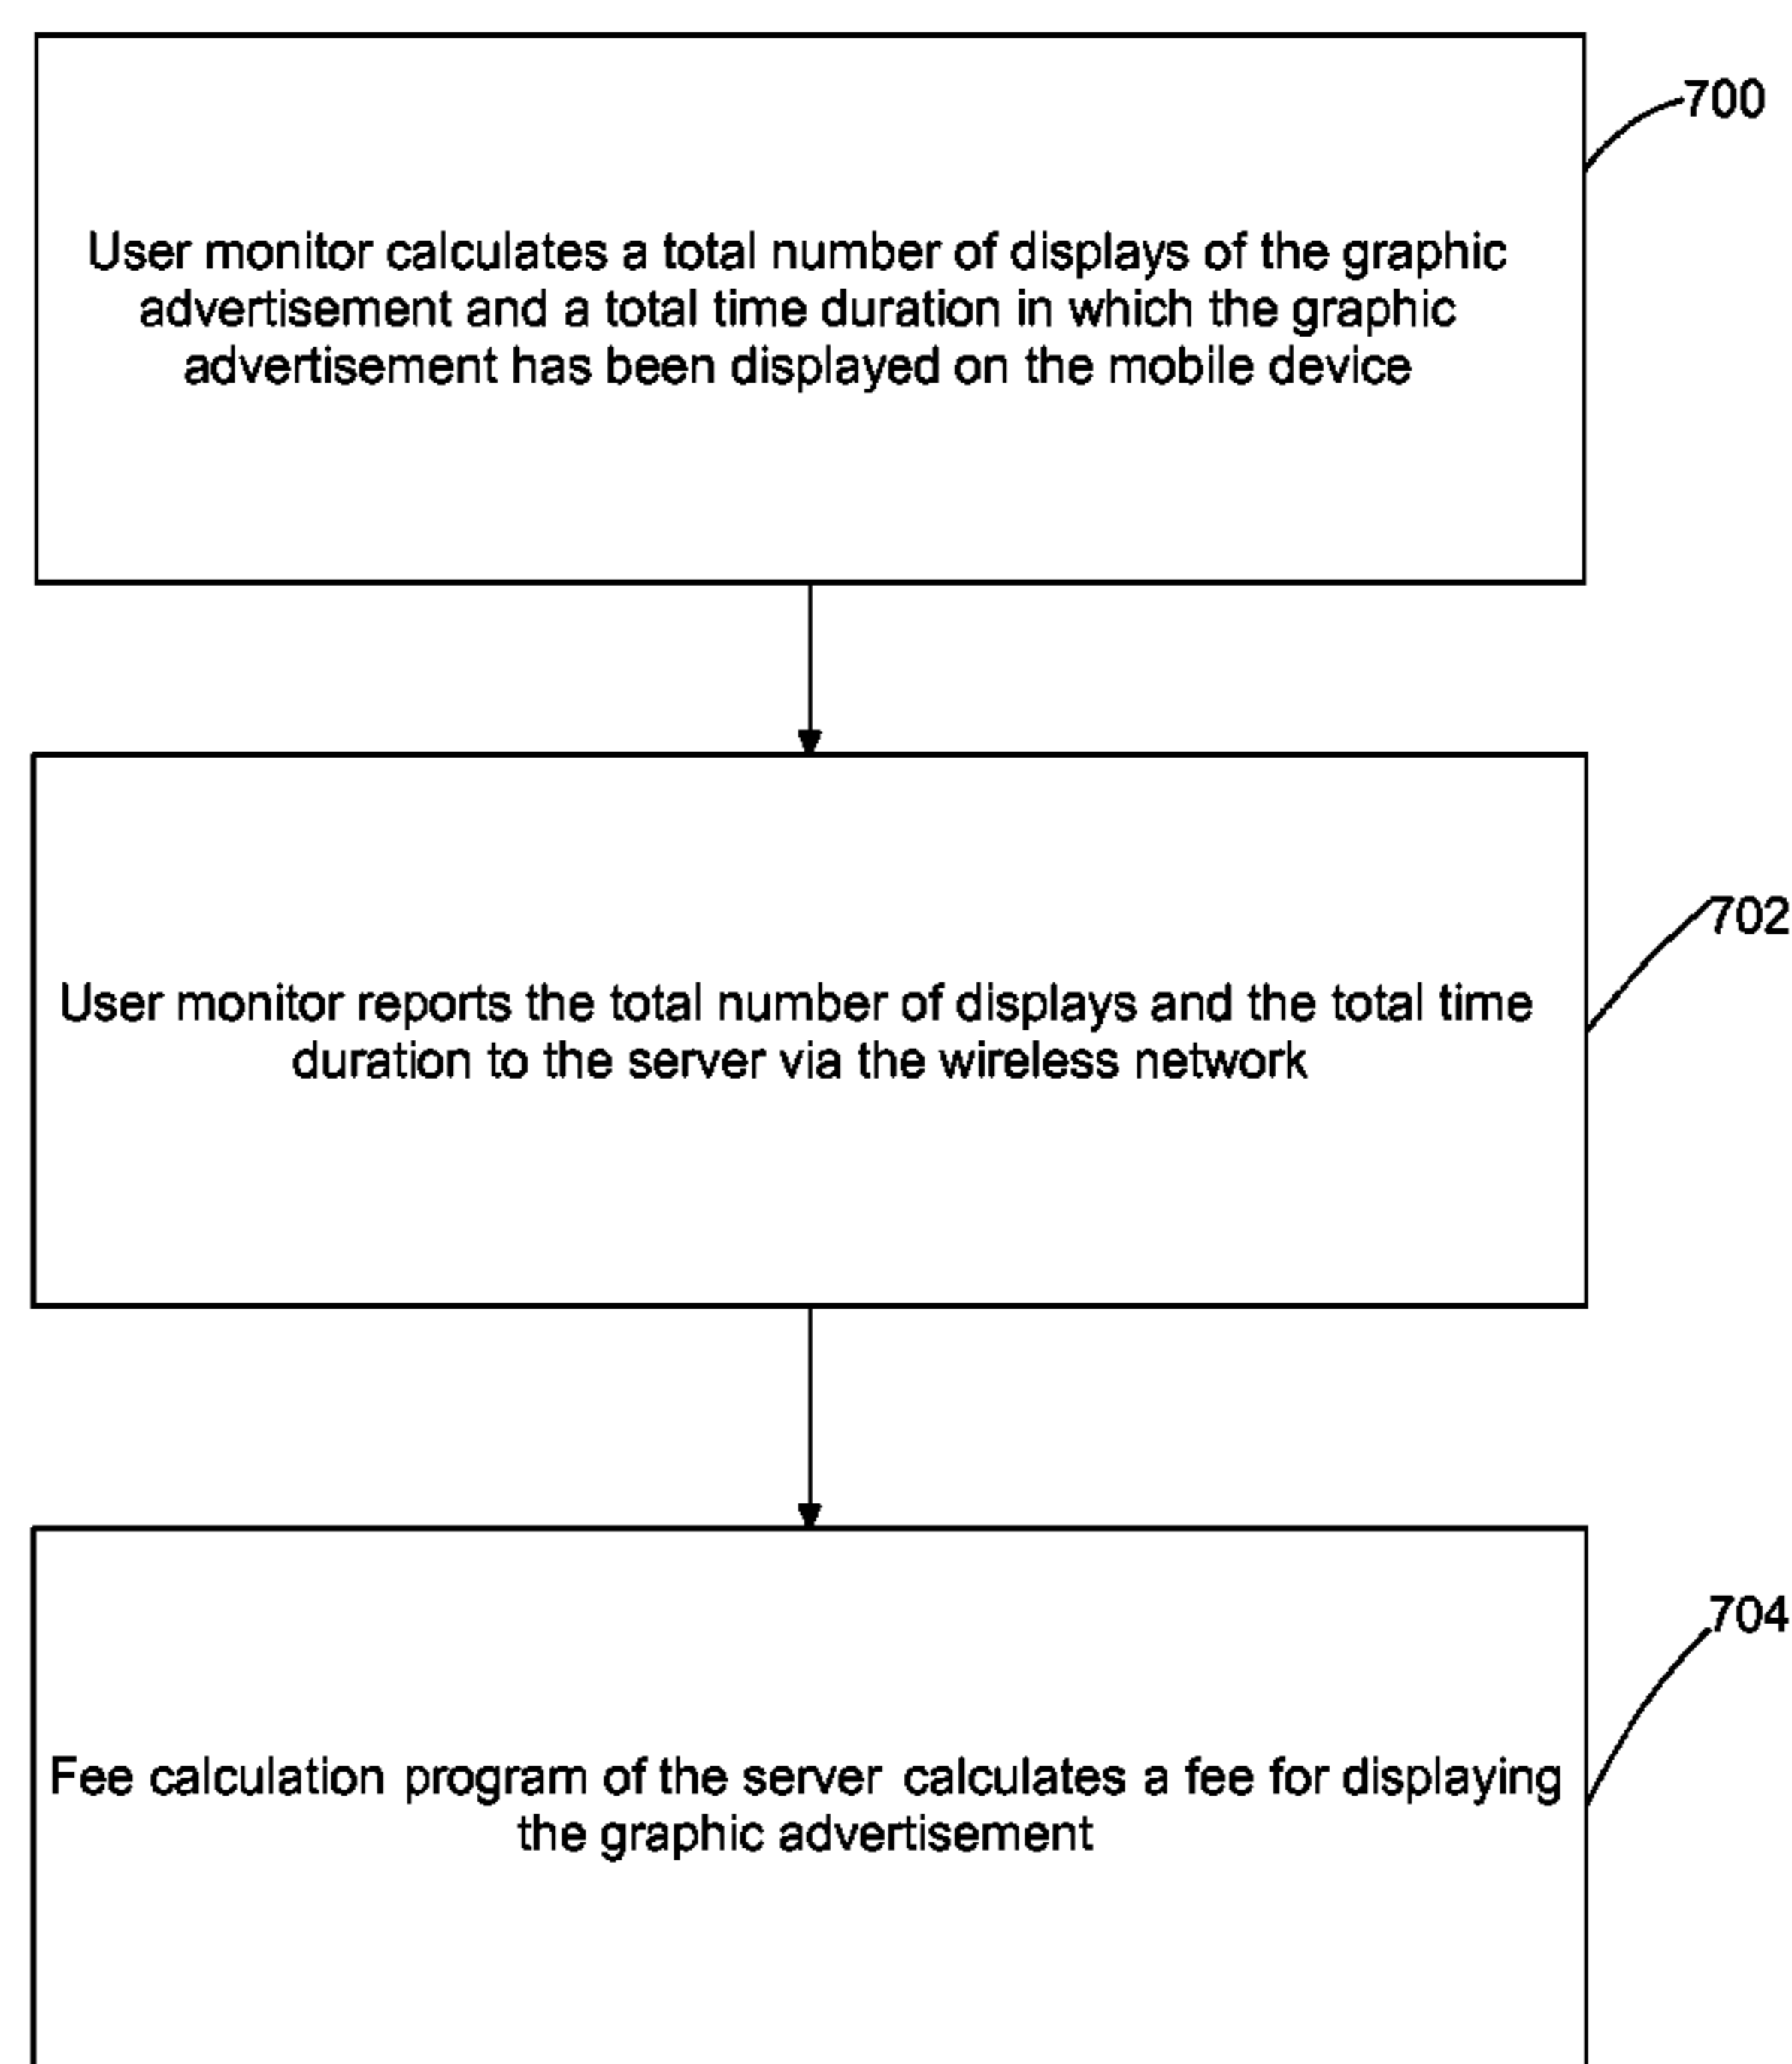 700
User monitor calculates a total number of displays of the graphic
advertisement and a total time duration in which the graphic
advertisement has been displayed on the mobile device
702
User monitor reports the total number of displays and the total time
duration to the server via the wireless network
704
Fee calculation program of the server calculates a fee for displaying
the graphic advertisement